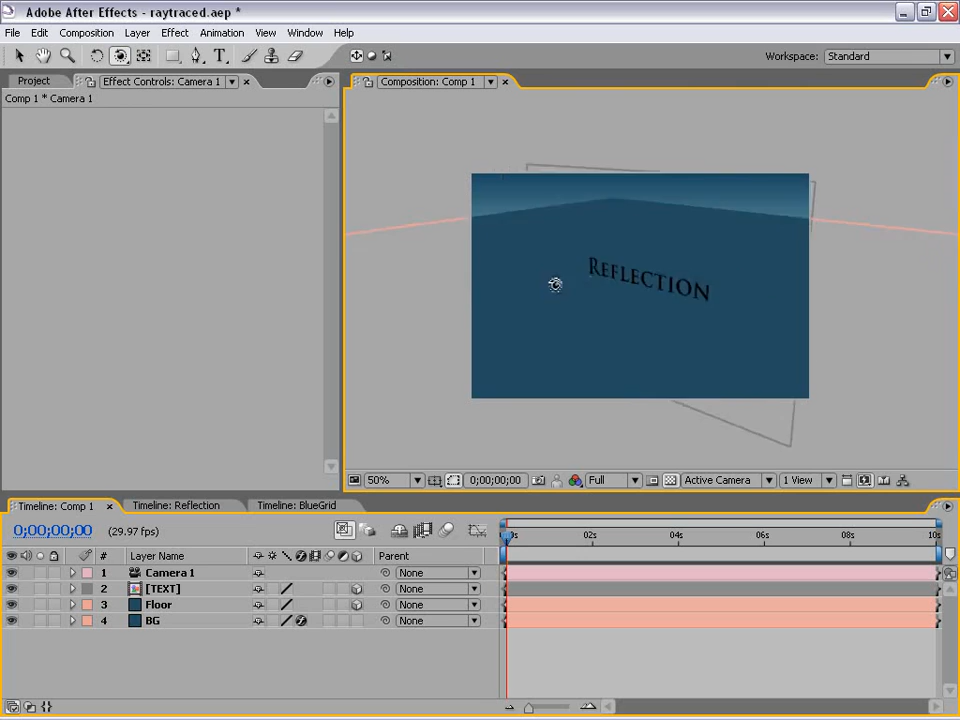 Adobe After Effects - raytraced.aep *
File Edit Composition Layer Effect Animation View Window Help
Workspace: Standard
Project Effect Controls: Camera 1 Composition: Comp 1
Comp 1 * Camera 1
REFLECTION
50% 0;00;00;00 Full Active Camera 1 View
Timeline: Comp 1 Timeline: Reflection Timeline: BlueGrid
0;00;00;00 (29.97 fps)
02s 04s 06s 08s 10s
# Layer Name Parent
1 Camera 1 None
2 [TEXT] None
3 Floor None
4 BG None